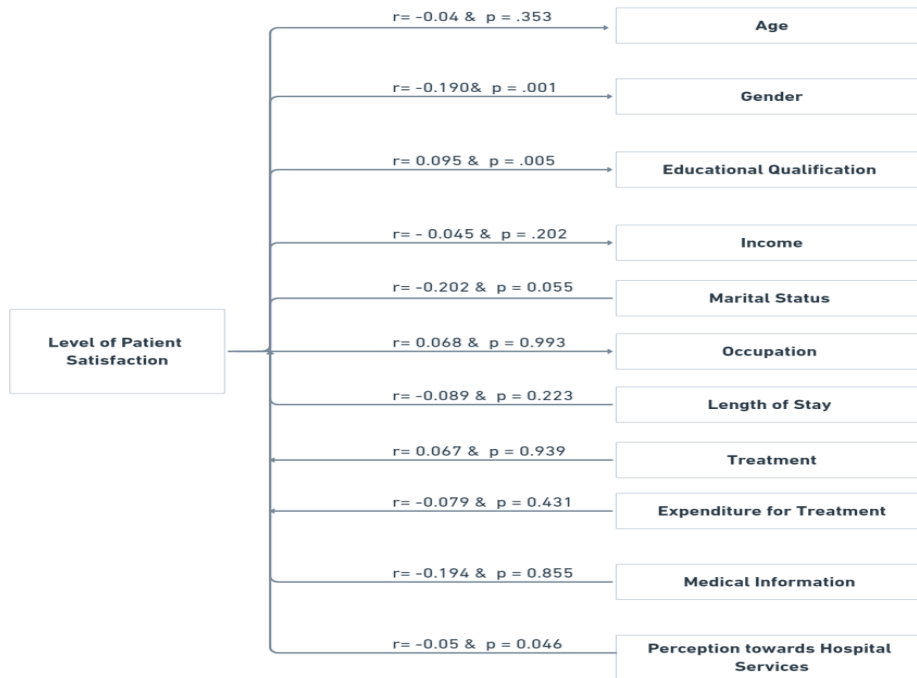 r= -0.04 & p = .353
Age
r= -0.190& p = .001
Gender
r= 0.095 & p = .005
Educational Qualification
r= - 0.045 & p = .202
Income
r= -0.202 & p = 0.055
Marital Status
Level of Patient
Satisfaction
r= 0.068 & p = 0.993
Occupation
r= -0.089 & p = 0.223
Length of Stay
r= 0.067 & p = 0.939
Treatment
r= -0.079 & p = 0.431
Expenditure for Treatment
r= -0.194 & p = 0.855
Medical Information
r= -0.05 & p = 0.046
Perception towards Hospital
Services